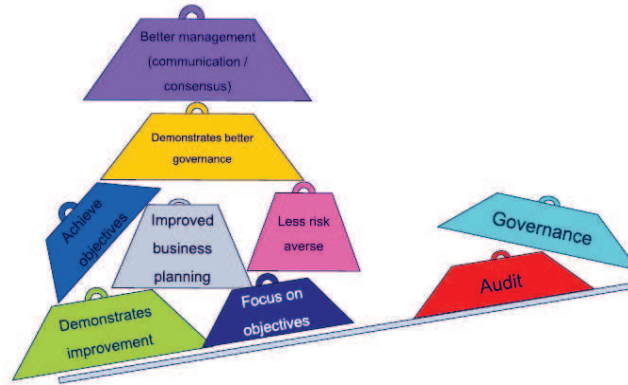 Better management
(communication /
consensus)
Demonstrates better
governance
Achieve
objectives
Improved
business
planning
Less risk
averse
Governance
Audit
Focus on
objectives
Demonstrates
improvement